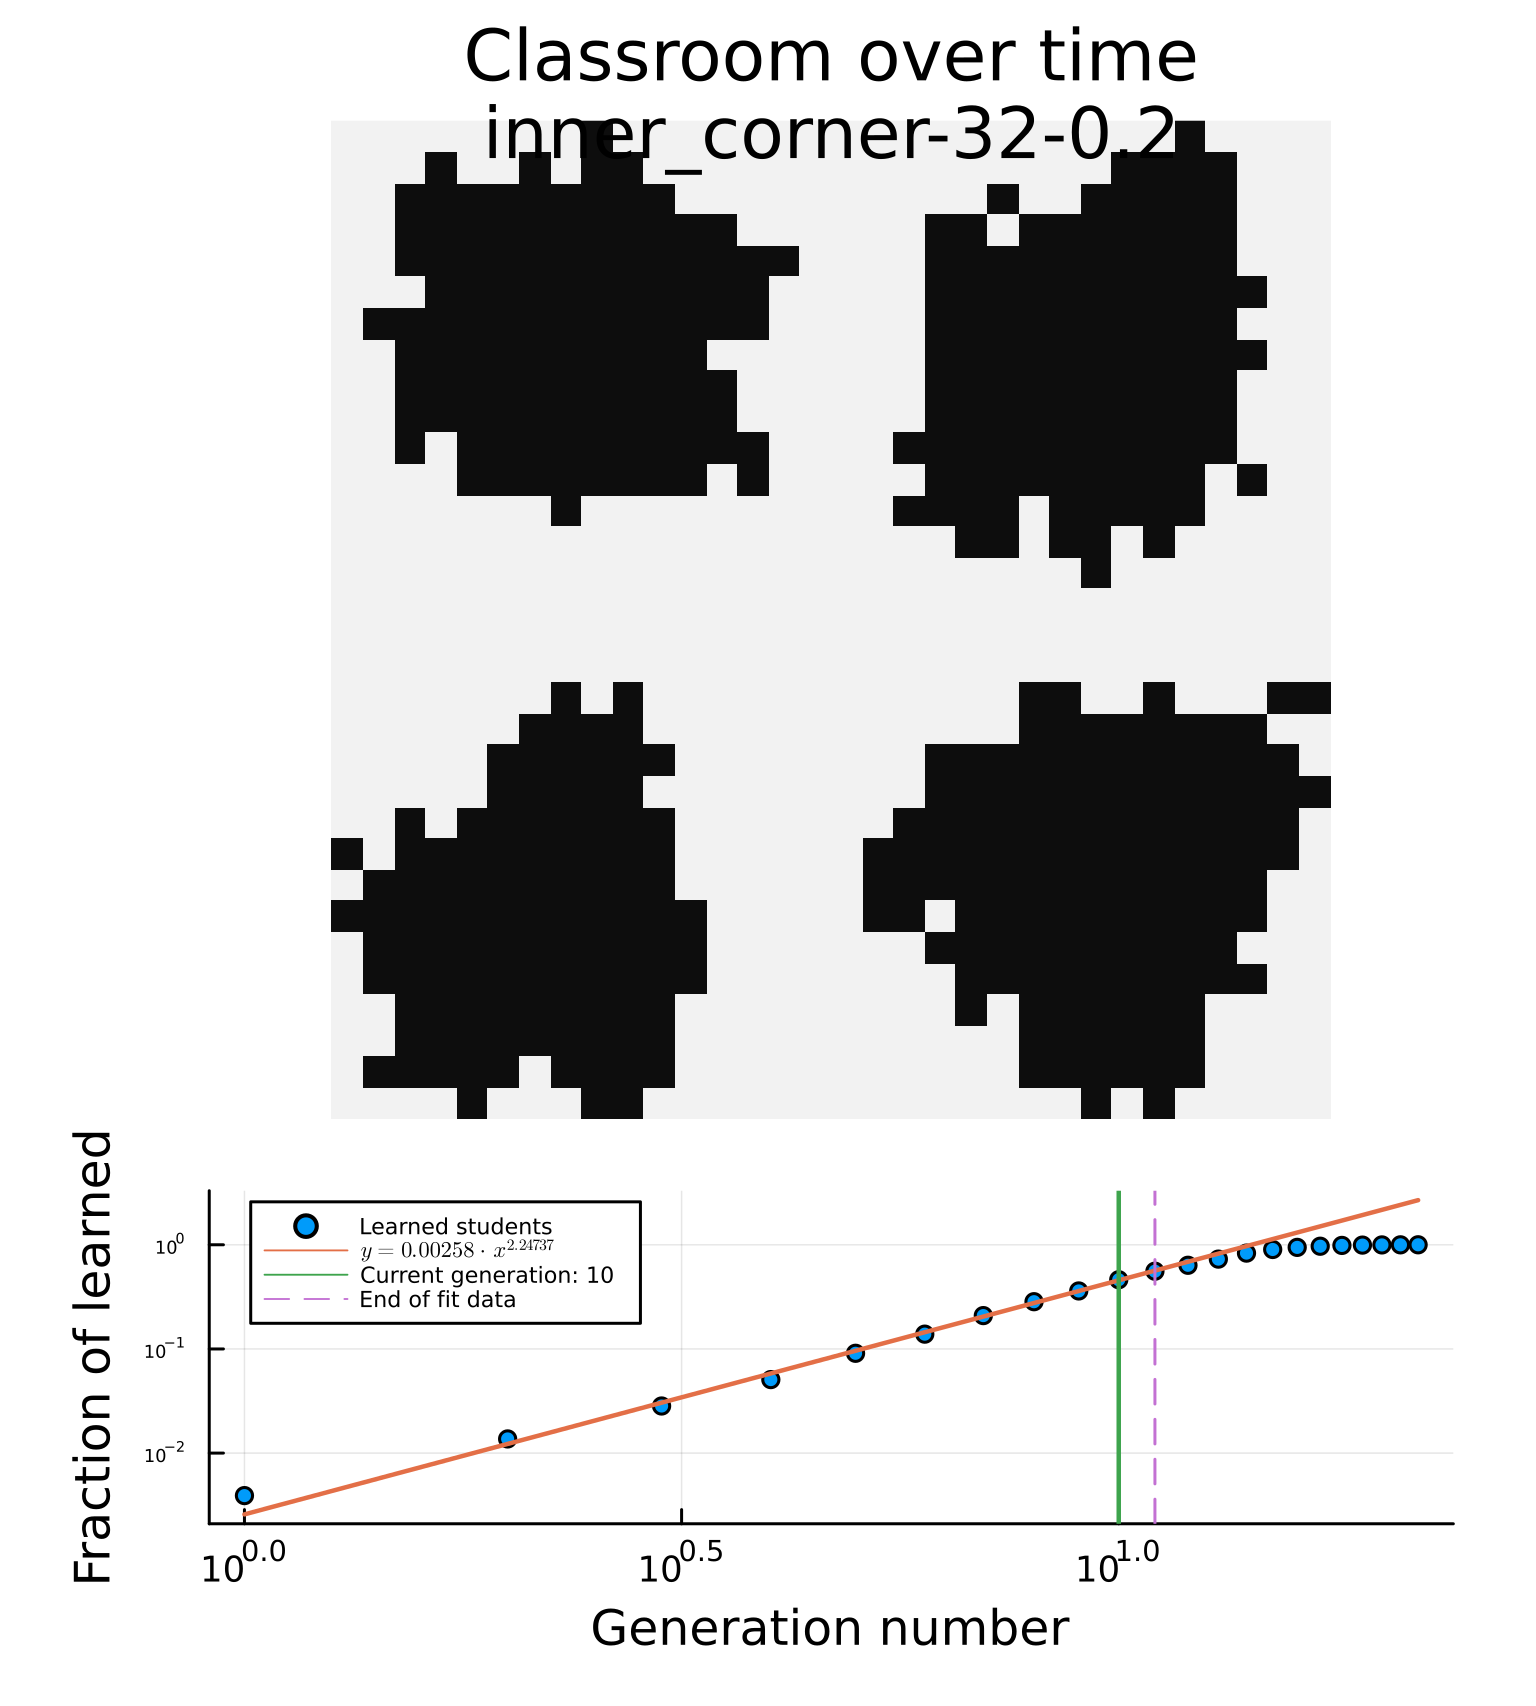 Classroom over time
inner_corner-32-0.2
Fraction of learned
10^0
10^−1
10^−2
Learned students
y = 0.00258 · x^2.24737
Current generation: 10
End of fit data
10^0.0 10^0.5 10^1.0
Generation number